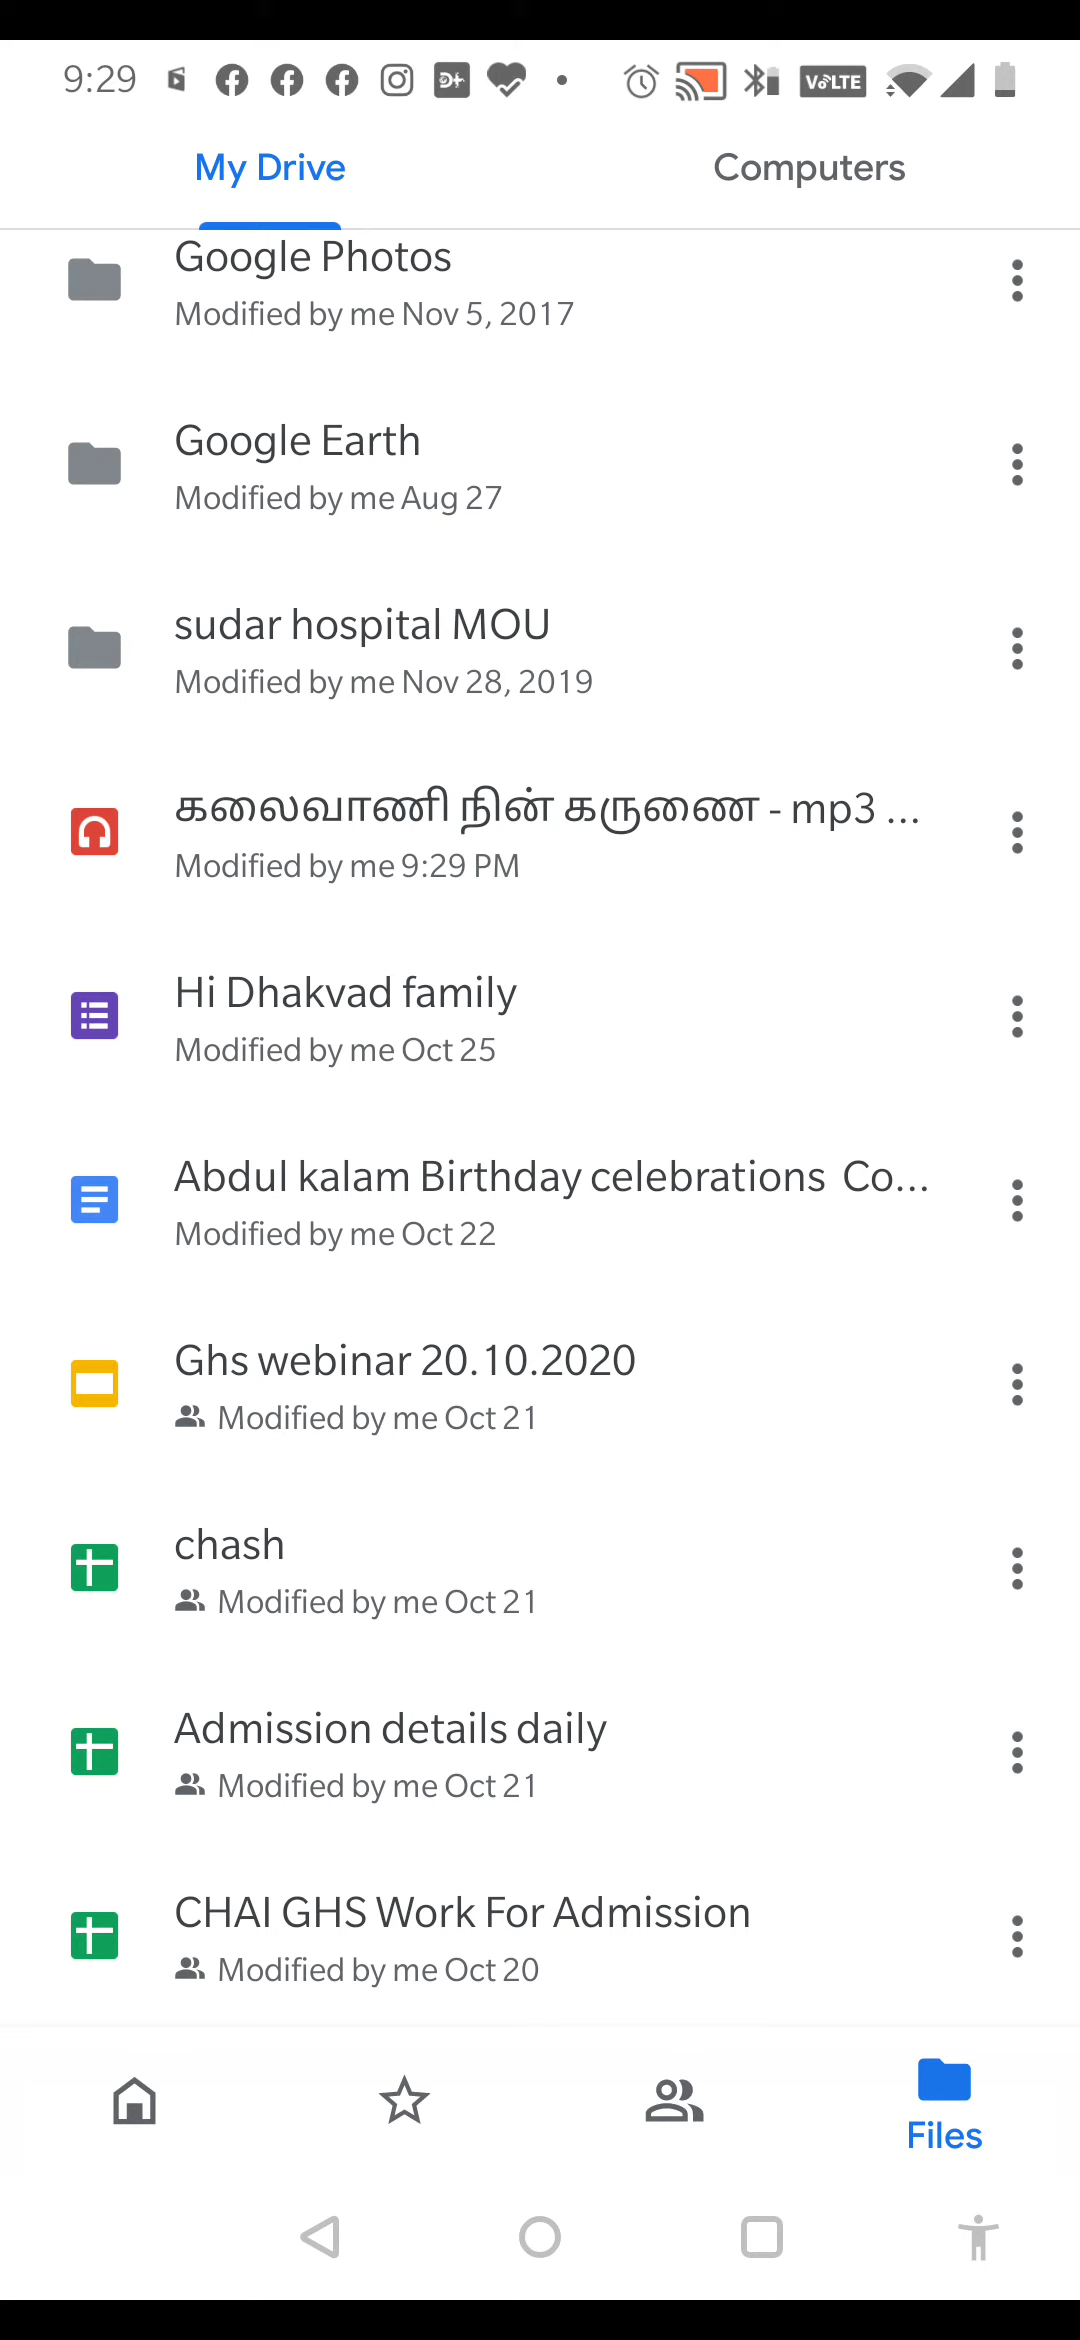 9:29 VoLTE
My Drive Computers
Google Photos
Modified by me Nov 5, 2017
Google Earth
Modified by me Aug 27
sudar hospital MOU
Modified by me Nov 28, 2019
கலைவாணி நின் கருணை - mp3 ...
Modified by me 9:29 PM
Hi Dhakvad family
Modified by me Oct 25
Abdul kalam Birthday celebrations Co...
Modified by me Oct 22
Ghs webinar 20.10.2020
Modified by me Oct 21
chash
Modified by me Oct 21
Admission details daily
Modified by me Oct 21
CHAI GHS Work For Admission
Modified by me Oct 20
Files